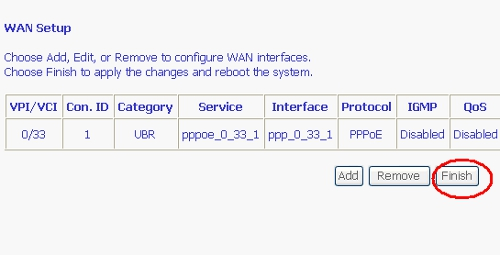 WAN Setup
Choose Add, Edit, or Remove to configure WAN interfaces.
Choose Finish to apply the changes and reboot the system.
VPI/VCI Con. ID Category Service Interface Protocol IGMP QoS
0/33 1 UBR pppoe_0_33_1 ppp_0_33_1 PPPoE Disabled Disabled
Add Remove Finish